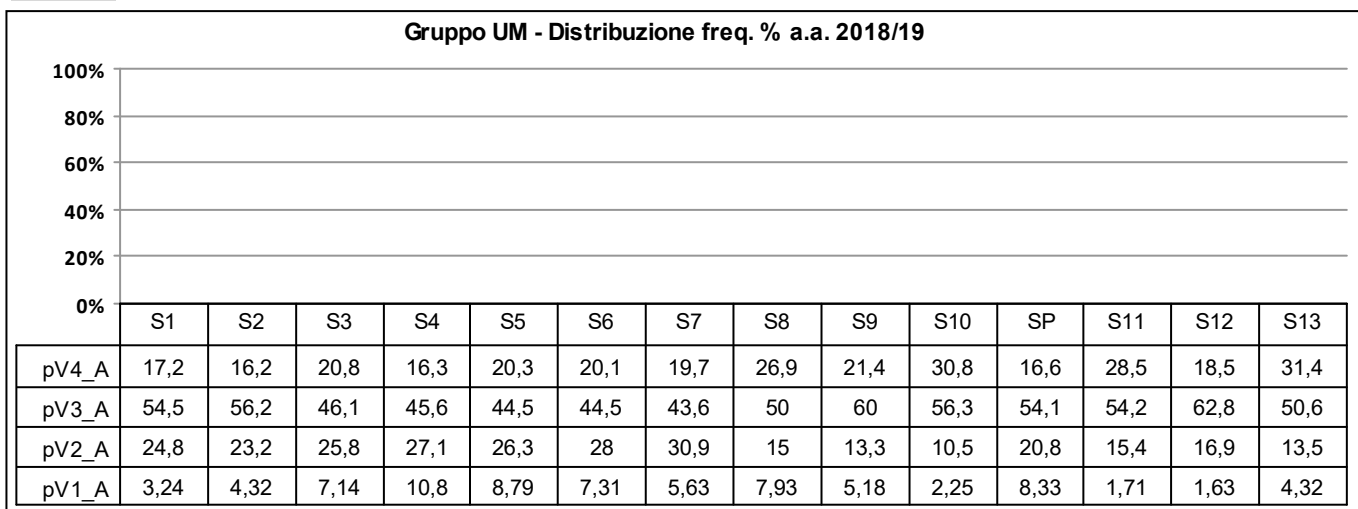 Gruppo UM - Distribuzione freq. % a.a. 2018/19
100%
80%
60%
40%
20%
0%
S1 S2 S3 S4 S5 S6 S7 S8 S9 S10 SP S11 S12 S13
pV4_A 17,2 16,2 20,8 16,3 20,3 20,1 19,7 26,9 21,4 30,8 16,6 28,5 18,5 31,4
pV3_A 54,5 56,2 46,1 45,6 44,5 44,5 43,6 50 60 56,3 54,1 54,2 62,8 50,6
pV2_A 24,8 23,2 25,8 27,1 26,3 28 30,9 15 13,3 10,5 20,8 15,4 16,9 13,5
pV1_A 3,24 4,32 7,14 10,8 8,79 7,31 5,63 7,93 5,18 2,25 8,33 1,71 1,63 4,32